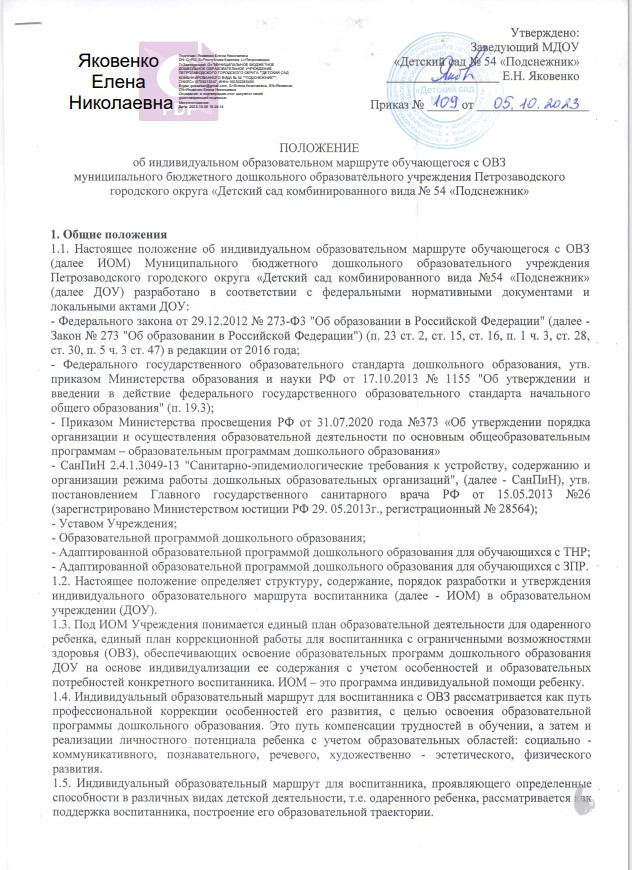 Утверждено:
Заведующий МДОУ
«Детский сад № 54 «Подснежник»
Е.Н. Яковенко
Приказ № 109 от 05.10.2023
Яковенко
Елена
Николаевна
ПОЛОЖЕНИЕ
об индивидуальном образовательном маршруте обучающегося с ОВЗ
муниципального бюджетного дошкольного образовательного учреждения Петрозаводского
городского округа «Детский сад комбинированного вида № 54 «Подснежник»
1. Общие положения
1.1. Настоящее положение об индивидуальном образовательном маршруте обучающегося с ОВЗ
(далее ИОМ) Муниципального бюджетного дошкольного образовательного учреждения
Петрозаводского городского округа «Детский сад комбинированного вида №54 «Подснежник»
(далее ДОУ) разработано в соответствии с федеральными нормативными документами и
локальными актами ДОУ:
- Федерального закона от 29.12.2012 № 273-ФЗ "Об образовании в Российской Федерации" (далее -
Закон № 273 "Об образовании в Российской Федерации") (п. 23 ст. 2, ст. 15, ст. 16, п. 1 ч. 3, ст. 28,
ст. 30, п. 5 ч. 3 ст. 47) в редакции от 2016 года;
- Федерального государственного образовательного стандарта дошкольного образования, утв.
приказом Министерства образования и науки РФ от 17.10.2013 № 1155 "Об утверждении и
введении в действие федерального государственного образовательного стандарта начального
общего образования" (п. 19.3);
- Приказом Министерства просвещения РФ от 31.07.2020 года №373 «Об утверждении порядка
организации и осуществления образовательной деятельности по основным общеобразовательным
программам – образовательным программам дошкольного образования»
- СанПиН 2.4.1.3049-13 "Санитарно-эпидемиологические требования к устройству, содержанию и
организации режима работы дошкольных образовательных организаций", (далее - СанПиН), утв.
постановлением Главного государственного санитарного врача РФ от 15.05.2013 №26
(зарегистрировано Министерством юстиции РФ 29. 05.2013г., регистрационный № 28564);
- Уставом Учреждения;
- Образовательной программой дошкольного образования;
- Адаптированной образовательной программой дошкольного образования для обучающихся с ТНР;
- Адаптированной образовательной программой дошкольного образования для обучающихся с ЗПР.
1.2. Настоящее положение определяет структуру, содержание, порядок разработки и утверждения
индивидуального образовательного маршрута воспитанника (далее - ИОМ) в образовательном
учреждении (ДОУ).
1.3. Под ИОМ Учреждения понимается единый план образовательной деятельности для одаренного
ребенка, единый план коррекционной работы для воспитанника с ограниченными возможностями
здоровья (ОВЗ), обеспечивающих освоение образовательных программ дошкольного образования
ДОУ на основе индивидуализации ее содержания с учетом особенностей и образовательных
потребностей конкретного воспитанника. ИОМ – это программа индивидуальной помощи ребенку.
1.4. Индивидуальный образовательный маршрут для воспитанника с ОВЗ рассматривается как путь
профессиональной коррекции особенностей его развития, с целью освоения образовательной
программы дошкольного образования. Это путь компенсации трудностей в обучении, а затем и
реализации личностного потенциала ребенка с учетом образовательных областей: социально -
коммуникативного, познавательного, речевого, художественно - эстетического, физического
развития.
1.5. Индивидуальный образовательный маршрут для воспитанника, проявляющего определенные
способности в различных видах детской деятельности, т.е. одаренного ребенка, рассматривается как
поддержка воспитанника, построение его образовательной траектории.